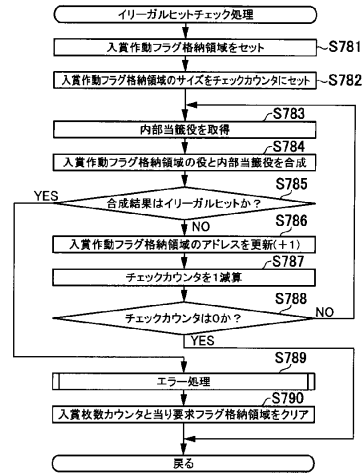 イリーガルヒットチェック処理
S781
入賞作動フラグ格納領域をセット
S782
入賞作動フラグ格納領域のサイズをチェックカウンタにセット
S783
内部当籤役を取得
S784
入賞作動フラグ格納領域の役と内部当籤役を合成
S785
YES
合成結果はイリーガルヒットか?
NO
S786
入賞作動フラグ格納領域のアドレスを更新(+1)
S787
チェックカウンタを1減算
S788
チェックカウンタは0か?
NO
YES
S789
エラー処理
S790
入賞枚数カウンタと当り要求フラグ格納領域をクリア
戻る